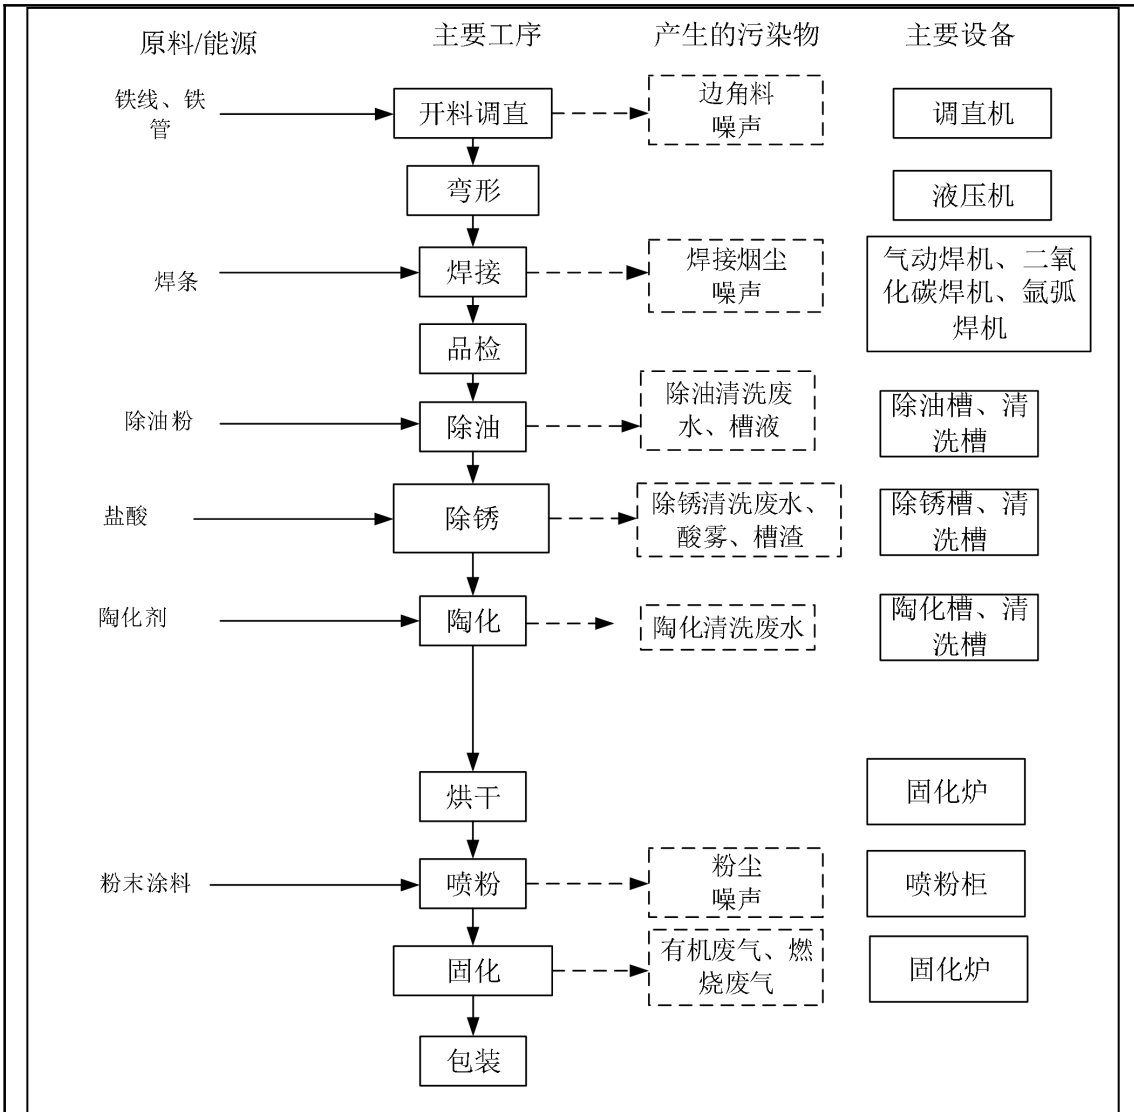 原料/能源
主要工序
产生的污染物
主要设备
铁线、铁
管
开料调直
边角料
噪声
调直机
弯形
液压机
焊条
焊接
焊接烟尘
噪声
气动焊机、二氧
化碳焊机、氩弧
焊机
品检
除油粉
除油
除油清洗废
水、槽液
除油槽、清
洗槽
盐酸
除锈
除锈清洗废水、
酸雾、槽渣
除锈槽、清
洗槽
陶化剂
陶化
陶化清洗废水
陶化槽、清
洗槽
烘干
固化炉
粉末涂料
喷粉
粉尘
噪声
喷粉柜
固化
有机废气、燃
烧废气
固化炉
包装